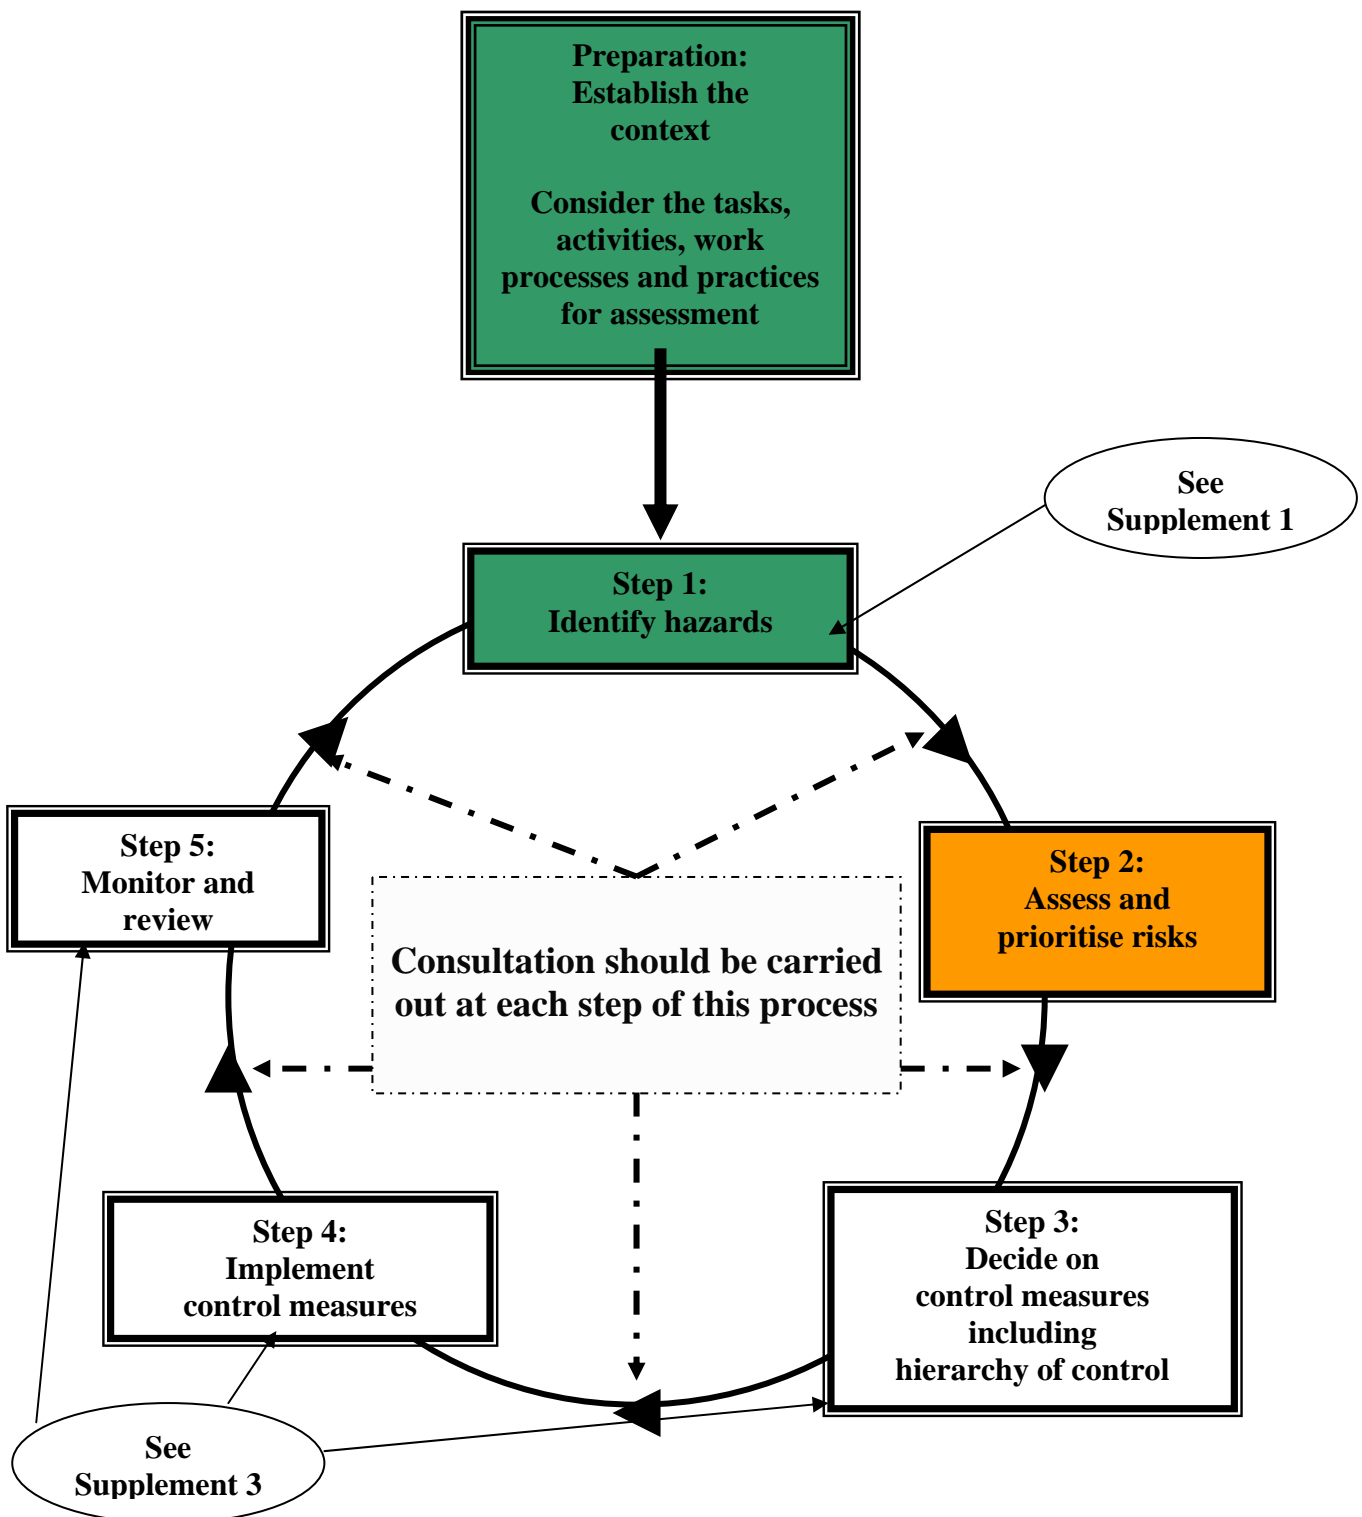 Preparation:
Establish the
context
Consider the tasks,
activities, work
processes and practices
for assessment
See
Supplement 1
Step 1:
Identify hazards
Step 5:
Monitor and
review
Step 2:
Assess and
prioritise risks
Consultation should be carried
out at each step of this process
Step 4:
Implement
control measures
Step 3:
Decide on
control measures
including
hierarchy of control
See
Supplement 3